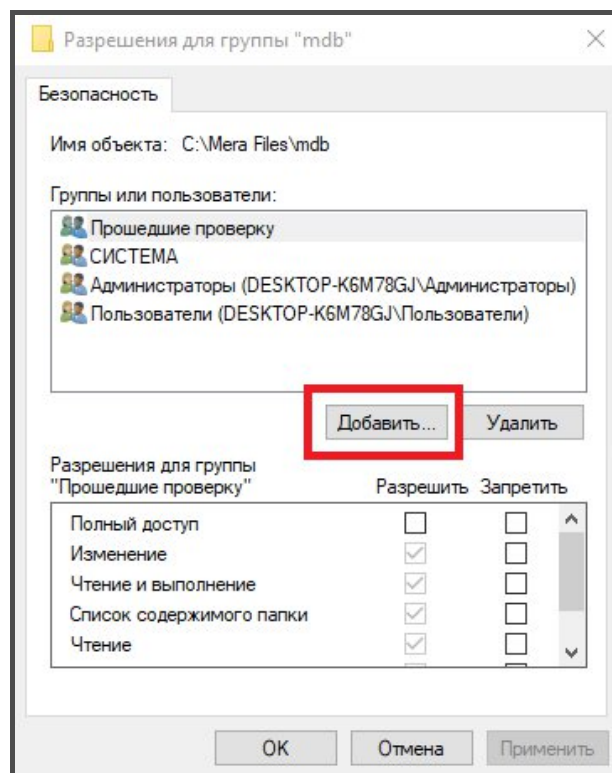 Разрешения для группы "mdb"
Безопасность
Имя объекта: C:\Mera Files\mdb
Группы или пользователи:
Прошедшие проверку
СИСТЕМА
Администраторы (DESKTOP-K6M78GJ\Администраторы)
Пользователи (DESKTOP-K6M78GJ\Пользователи)
Добавить... Удалить
Разрешения для группы
"Прошедшие проверку" Разрешить Запретить
Полный доступ
Изменение
Чтение и выполнение
Список содержимого папки
Чтение
OK Отмена Применить